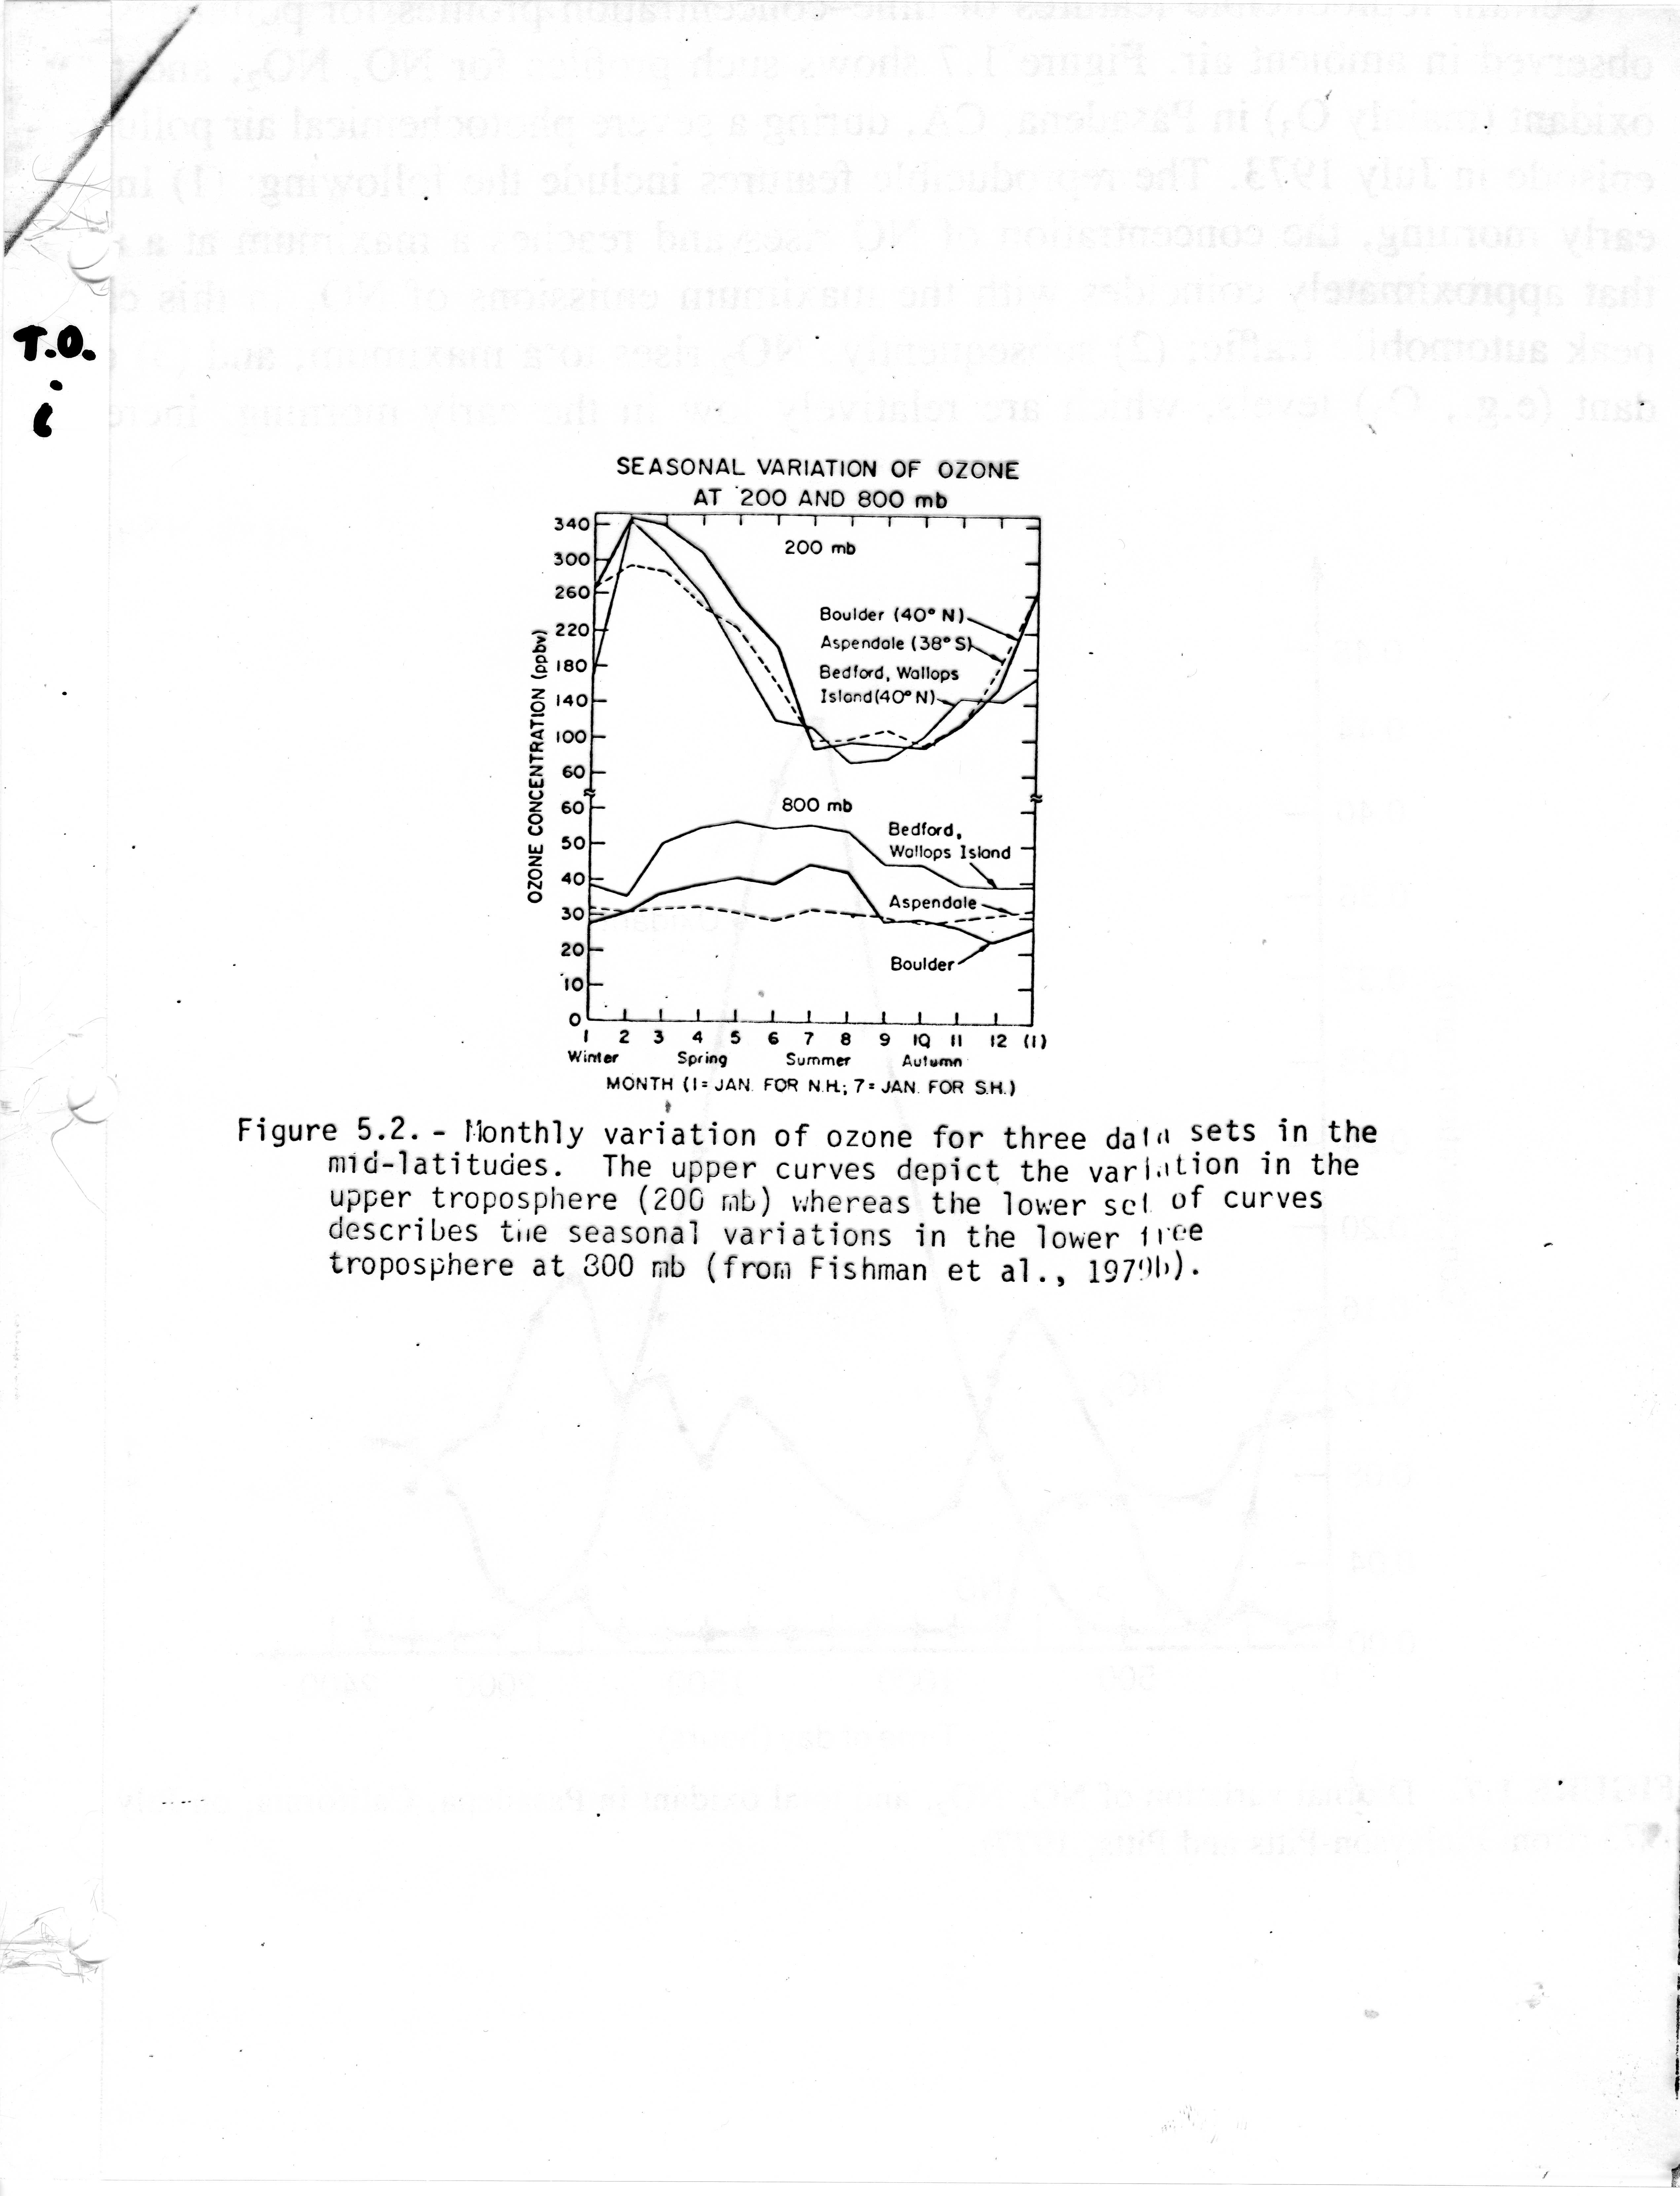 T.O.
i
SEASONAL VARIATION OF OZONE
AT 200 AND 800 mb
340
300
260
220
180
140
100
60
60
50
40
30
20
10
0
OZONE CONCENTRATION (ppbv)
200 mb
Boulder (40° N)
Aspendale (38° S)
Bedford, Wallops
Island (40° N)
800 mb
Bedford,
Wallops Island
Aspendale
Boulder
1 2 3 4 5 6 7 8 9 10 11 12 (1)
Winter Spring Summer Autumn
MONTH (1= JAN. FOR N.H.; 7= JAN. FOR S.H.)
Figure 5.2. - Monthly variation of ozone for three data sets in the
mid-latitudes. The upper curves depict the variation in the
upper troposphere (200 mb) whereas the lower set of curves
describes the seasonal variations in the lower free
troposphere at 800 mb (from Fishman et al., 1979b).